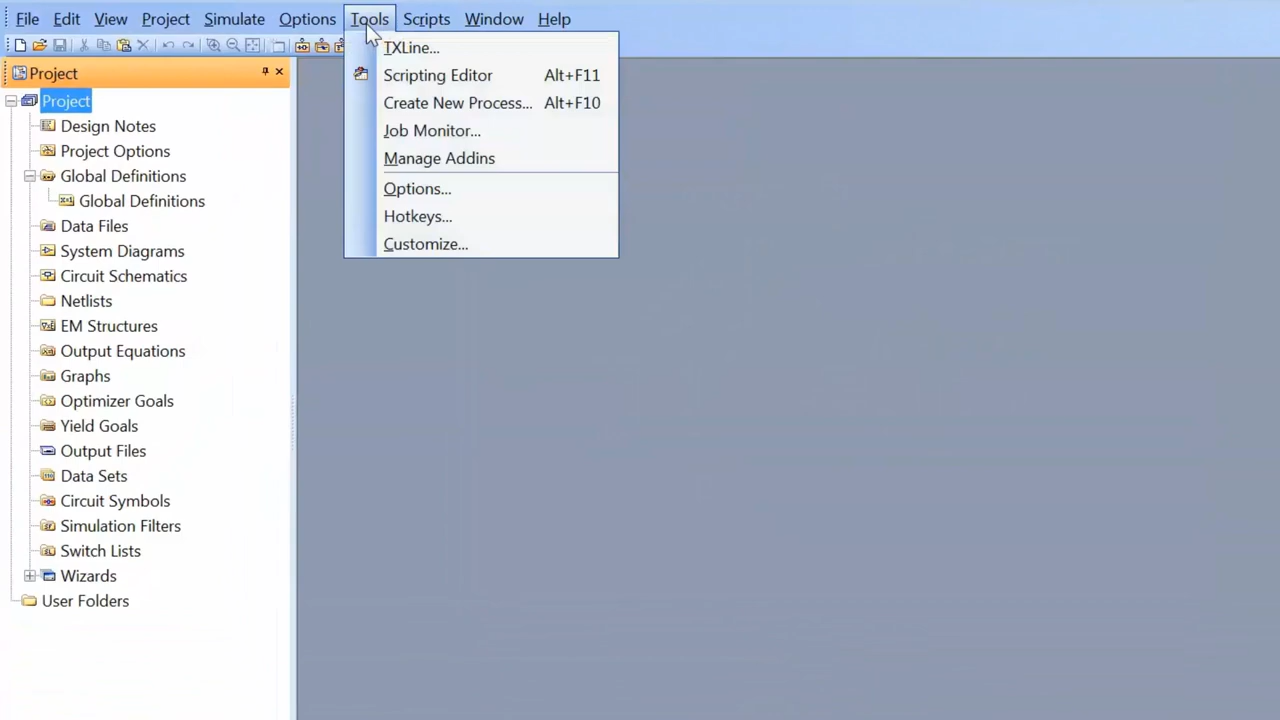 File Edit View Project Simulate Options Tools Scripts Window Help
Project
Project
Design Notes
Project Options
Global Definitions
Global Definitions
Data Files
System Diagrams
Circuit Schematics
Netlists
EM Structures
Output Equations
Graphs
Optimizer Goals
Yield Goals
Output Files
Data Sets
Circuit Symbols
Simulation Filters
Switch Lists
Wizards
User Folders
TXLine...
Scripting Editor Alt+F11
Create New Process... Alt+F10
Job Monitor...
Manage Addins
Options...
Hotkeys...
Customize...